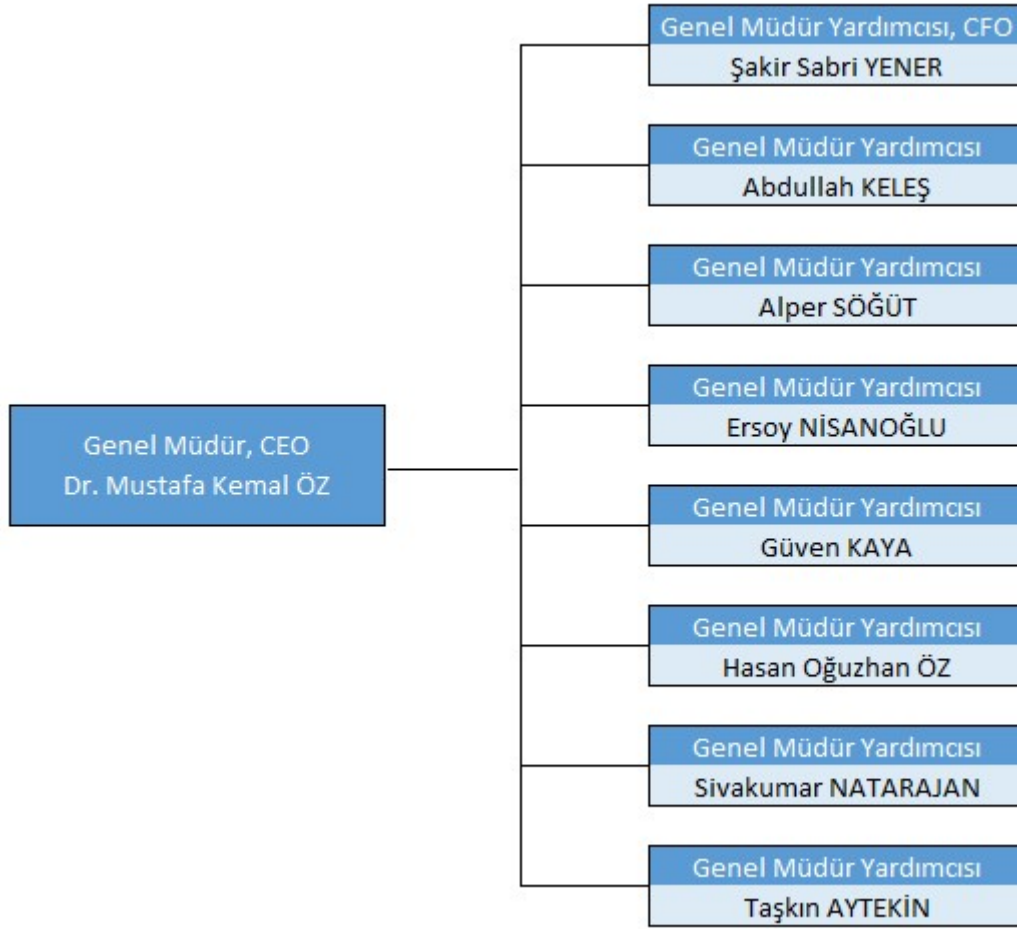 Genel Müdür, CEO
Dr. Mustafa Kemal ÖZ
Genel Müdür Yardımcısı, CFO
Şakir Sabri YENER
Genel Müdür Yardımcısı
Abdullah KELEŞ
Genel Müdür Yardımcısı
Alper SÖĞÜT
Genel Müdür Yardımcısı
Ersoy NİSANOĞLU
Genel Müdür Yardımcısı
Güven KAYA
Genel Müdür Yardımcısı
Hasan Oğuzhan ÖZ
Genel Müdür Yardımcısı
Sivakumar NATARAJAN
Genel Müdür Yardımcısı
Taşkın AYTEKİN